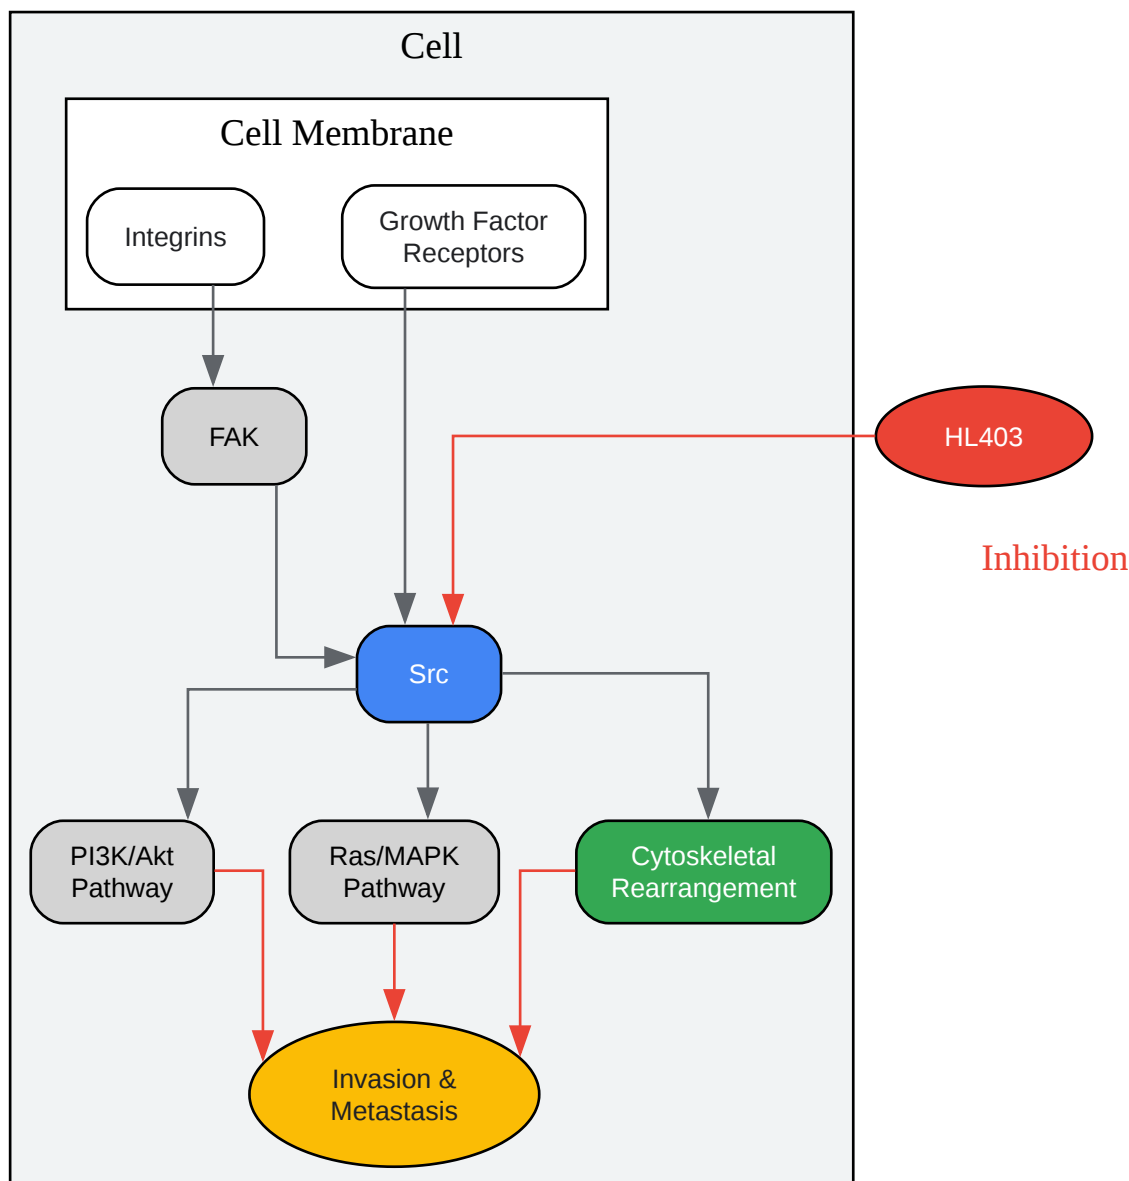 Cell
Cell Membrane
Integrins
Growth Factor
Receptors
FAK
HL403
Inhibition
Src
PI3K/Akt
Pathway
Ras/MAPK
Pathway
Cytoskeletal
Rearrangement
Invasion &
Metastasis